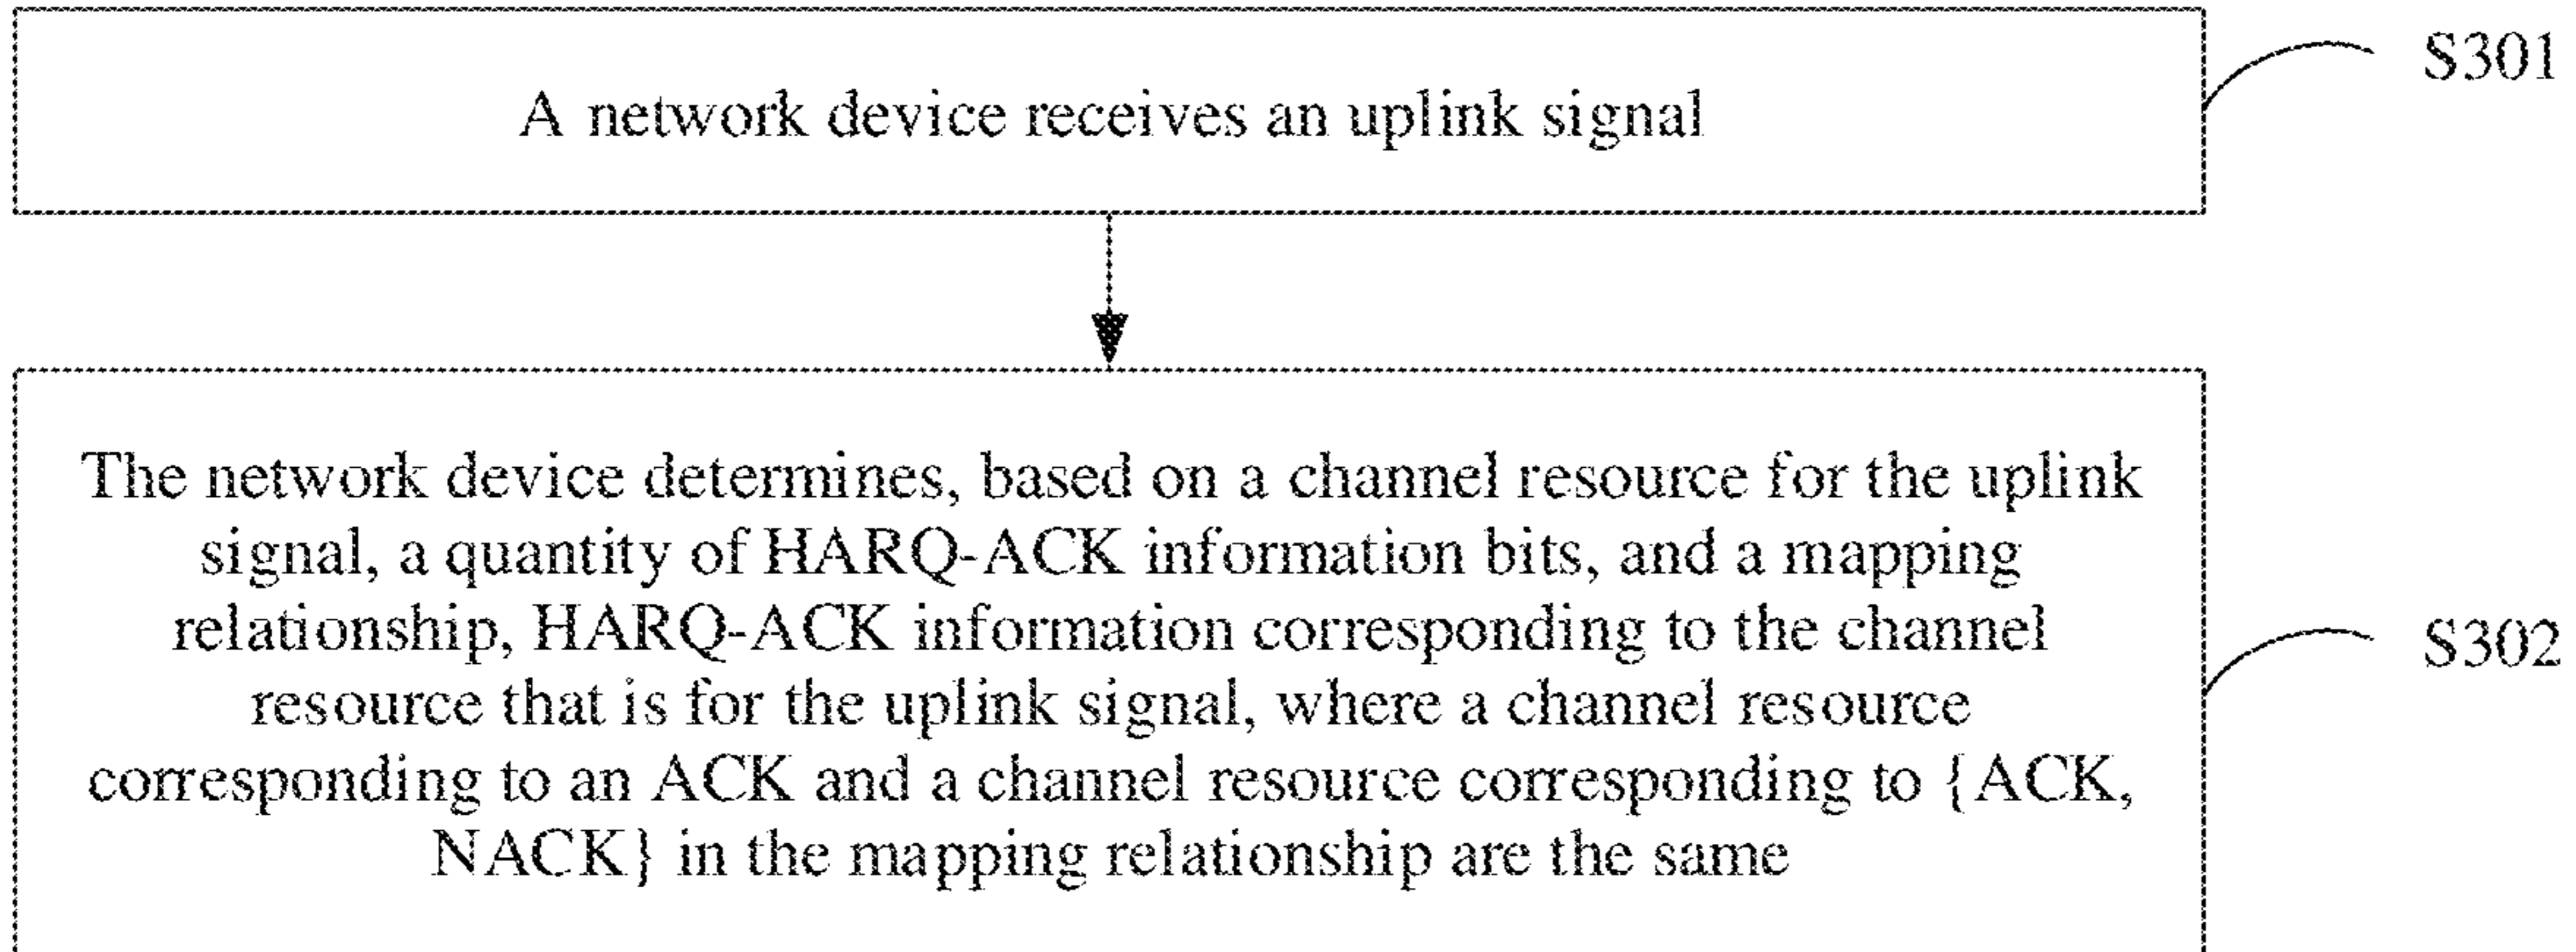 A network device receives an uplink signal
S301
The network device determines, based on a channel resource for the uplink
signal, a quantity of HARQ-ACK information bits, and a mapping
relationship, HARQ-ACK information corresponding to the channel
resource that is for the uplink signal, where a channel resource
corresponding to an ACK and a channel resource corresponding to {ACK,
NACK} in the mapping relationship are the same
S302